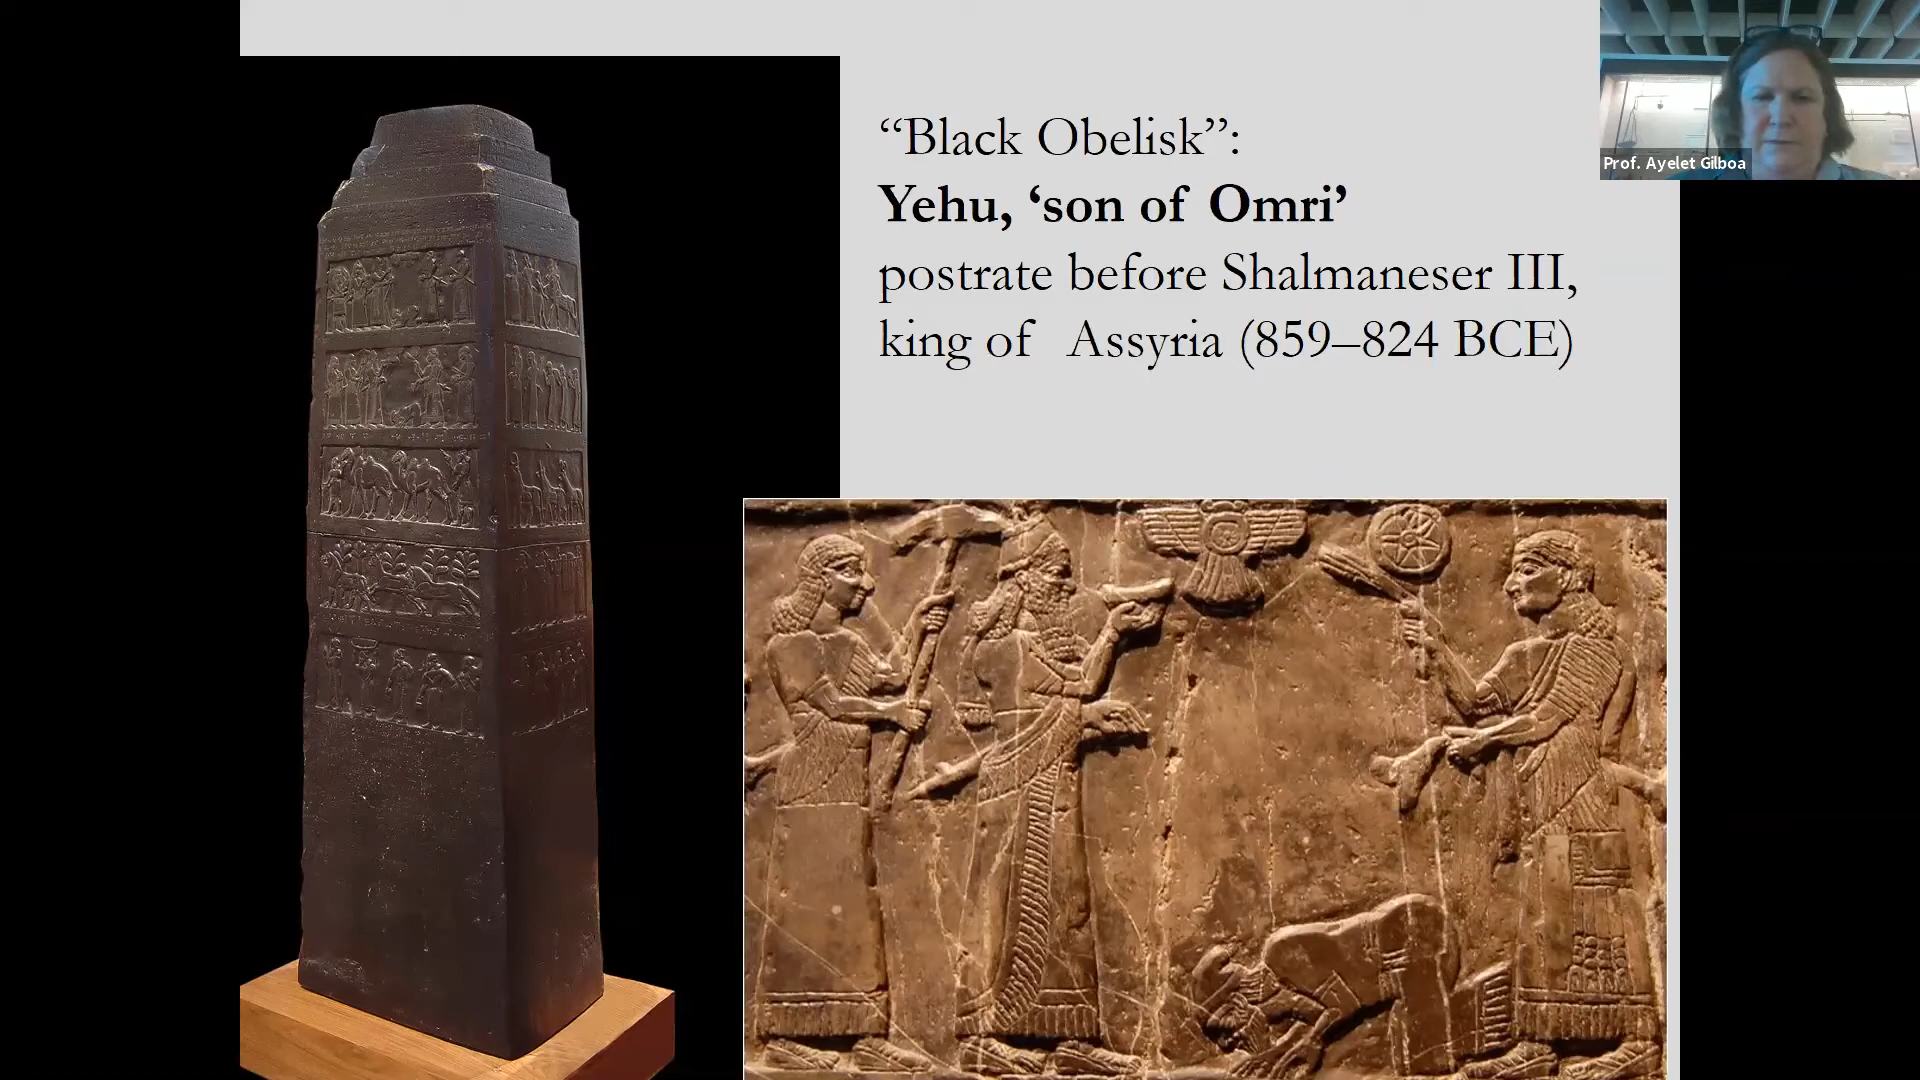 “Black Obelisk”:
Yehu, ‘son of Omri’
postrate before Shalmaneser III,
king of Assyria (859–824 BCE)
Prof. Ayelet Gilboa